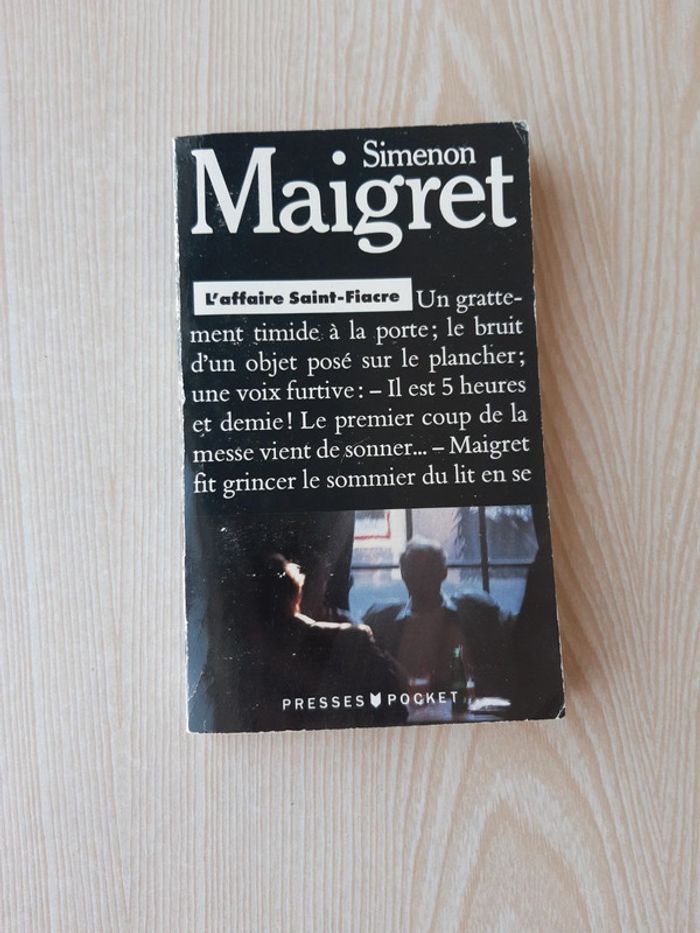 Simenon
Maigret
L'affaire Saint-Fiacre Un gratte-
ment timide à la porte; le bruit
d'un objet posé sur le plancher;
une voix furtive: – Il est 5 heures
et demie! Le premier coup de la
messe vient de sonner... – Maigret
fit grincer le sommier du lit en se
PRESSES POCKET